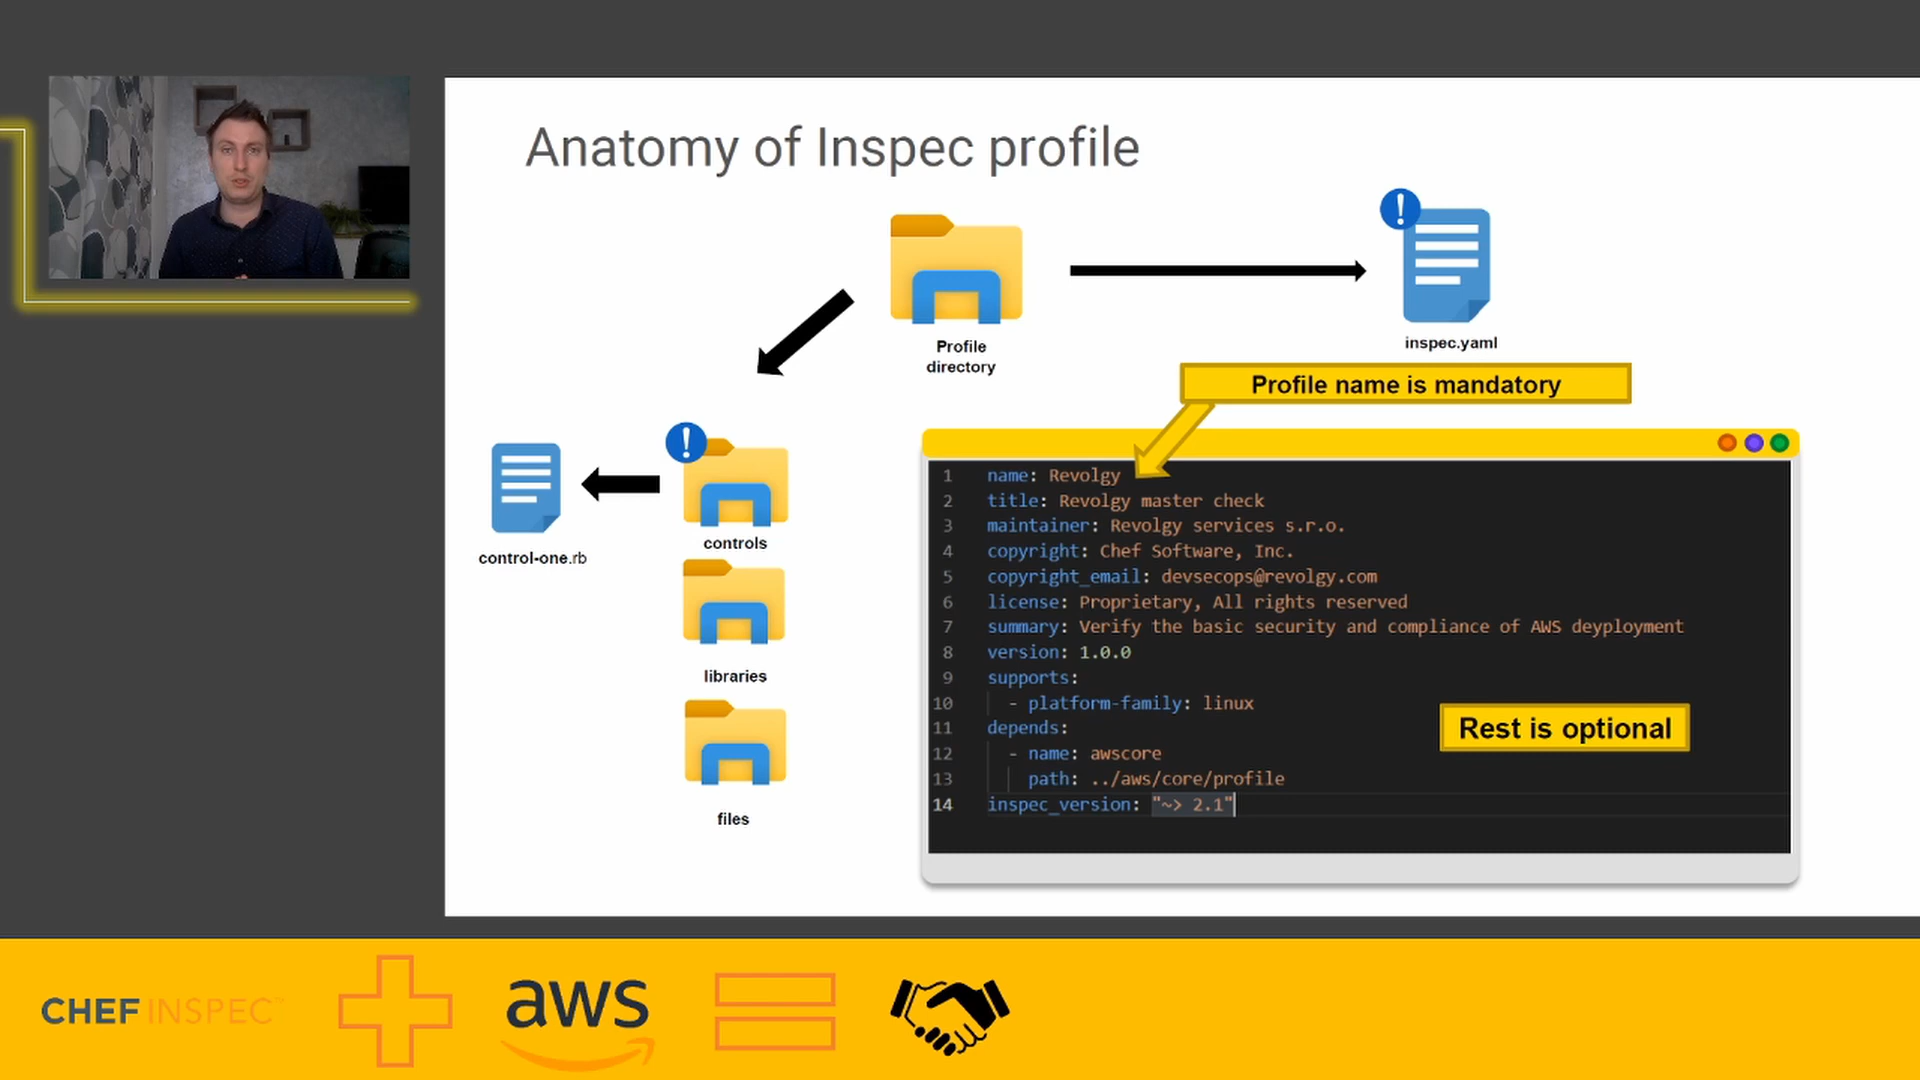 Anatomy of Inspec profile
Profile
directory
inspec.yaml
Profile name is mandatory
controls
control-one.rb
libraries
files
1 name: Revolgy
2 title: Revolgy master check
3 maintainer: Revolgy services s.r.o.
4 copyright: Chef Software, Inc.
5 copyright_email: devsecops@revolgy.com
6 license: Proprietary, All rights reserved
7 summary: Verify the basic security and compliance of AWS deyployment
8 version: 1.0.0
9 supports:
10 - platform-family: linux
11 depends:
12 - name: awscore
13 path: ../aws/core/profile
14 inspec_version: "~> 2.1"
Rest is optional
CHEF INSPEC™
aws